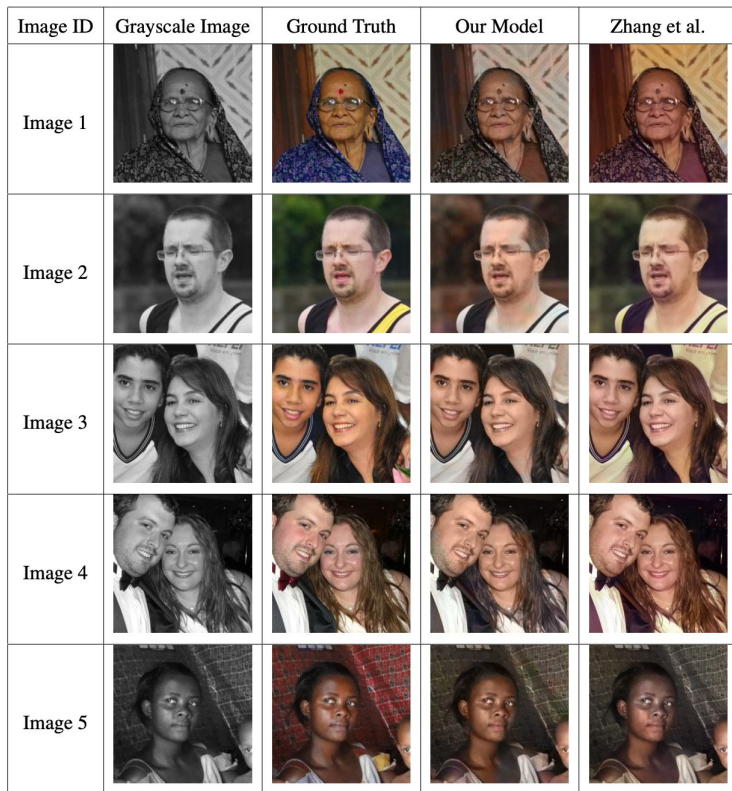 Image ID Grayscale Image Ground Truth Our Model Zhang et al.
Image 1
Image 2
Image 3
Image 4
Image 5